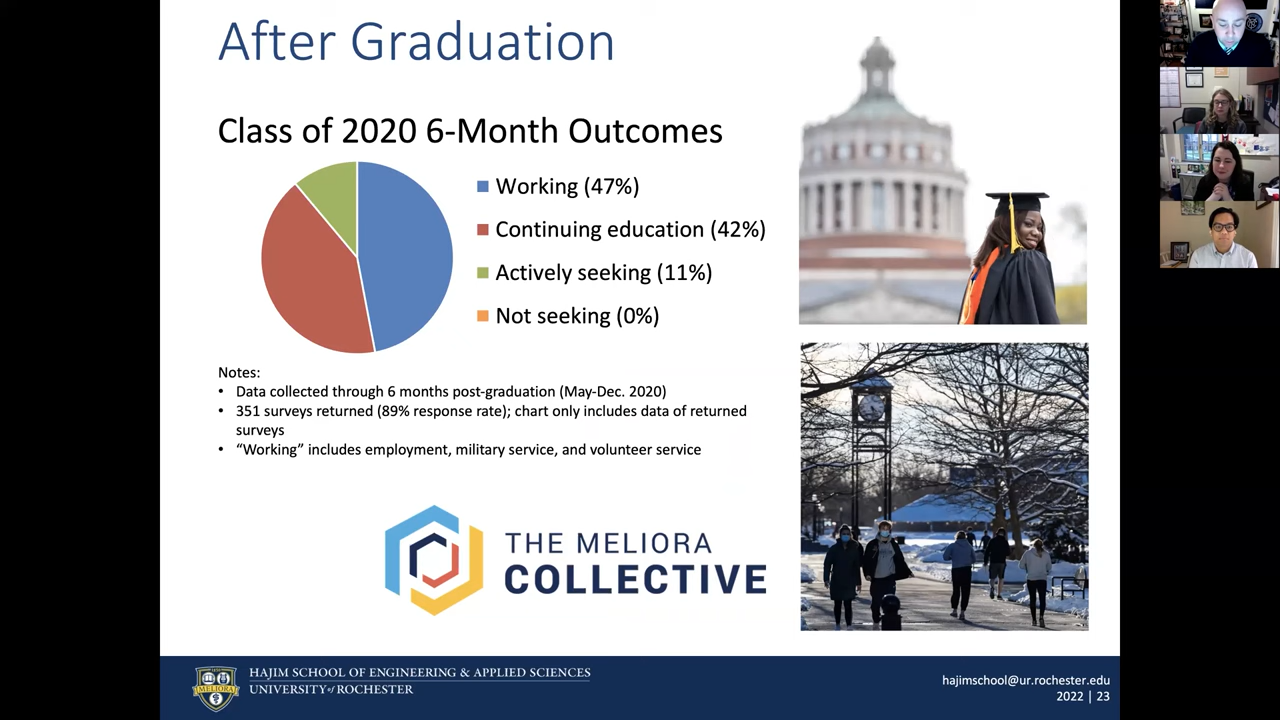 After Graduation
Class of 2020 6-Month Outcomes
Working (47%)
Continuing education (42%)
Actively seeking (11%)
Not seeking (0%)
Notes:
• Data collected through 6 months post-graduation (May-Dec. 2020)
• 351 surveys returned (89% response rate); chart only includes data of returned
surveys
• “Working” includes employment, military service, and volunteer service
THE MELIORA
COLLECTIVE
MELIORA
HAJIM SCHOOL OF ENGINEERING & APPLIED SCIENCES
UNIVERSITY of ROCHESTER
hajimschool@ur.rochester.edu
2022 | 23